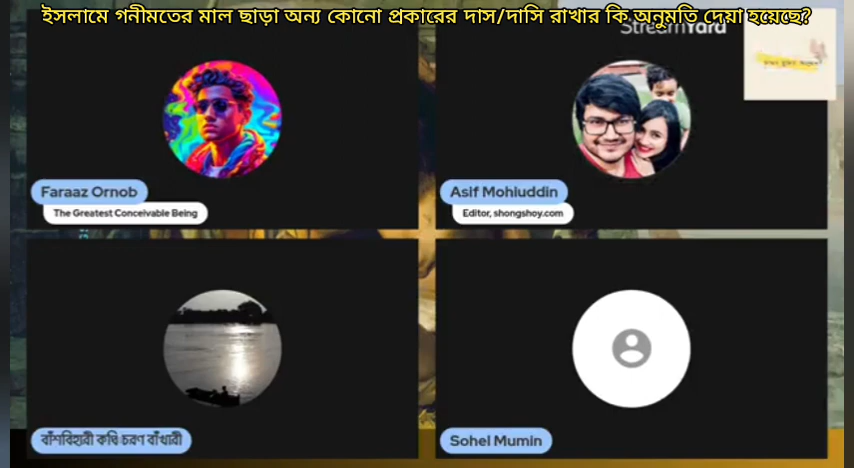 ইসলামে গনীমতের মাল ছাড়া অন্য কোনো প্রকারের দাস/দাসি রাখার কি অনুমতি দেয়া হয়েছে?
StreamYard
Faraaz Ornob
The Greatest Conceivable Being
Asif Mohiuddin
Editor, shongshoy.com
বাঁশবিহারী কঘি চরণ বাঁখারী
Sohel Mumin